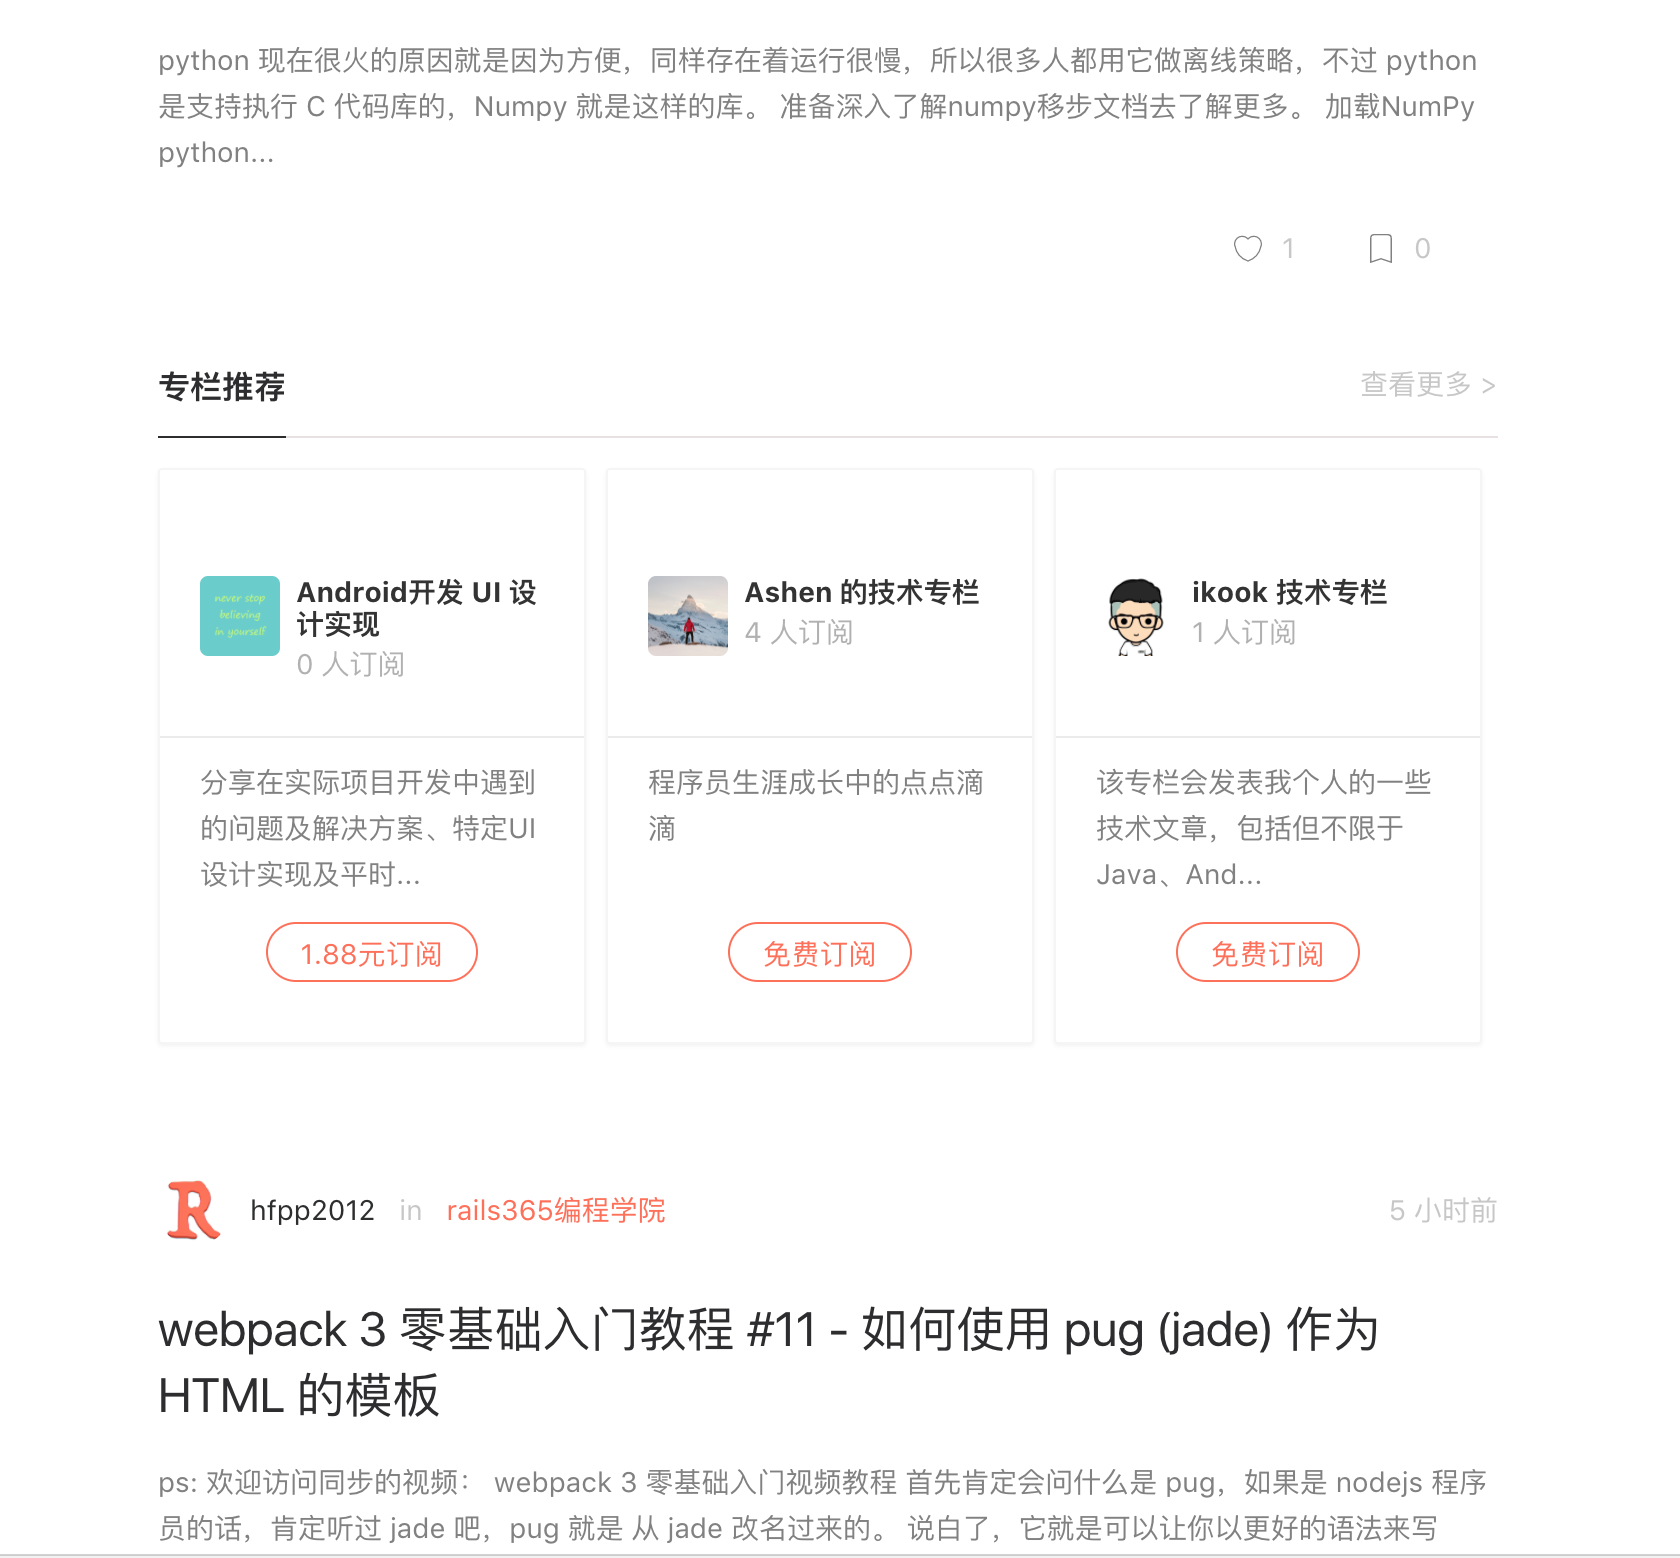 python 现在很火的原因就是因为方便，同样存在着运行很慢，所以很多人都用它做离线策略，不过 python
是支持执行 C 代码库的，Numpy 就是这样的库。 准备深入了解numpy移步文档去了解更多。 加载NumPy
python...
1 0
专栏推荐
查看更多 >
never stop
believing
in yourself
Android开发 UI 设
计实现
0 人订阅
分享在实际项目开发中遇到
的问题及解决方案、特定UI
设计实现及平时...
1.88元订阅
Ashen 的技术专栏
4 人订阅
程序员生涯成长中的点点滴
滴
免费订阅
ikook 技术专栏
1 人订阅
该专栏会发表我个人的一些
技术文章，包括但不限于
Java、And...
免费订阅
R
hfpp2012 in rails365编程学院
5 小时前
webpack 3 零基础入门教程 #11 - 如何使用 pug (jade) 作为
HTML 的模板
ps: 欢迎访问同步的视频： webpack 3 零基础入门视频教程 首先肯定会问什么是 pug，如果是 nodejs 程序
员的话，肯定听过 jade 吧，pug 就是 从 jade 改名过来的。 说白了，它就是可以让你以更好的语法来写